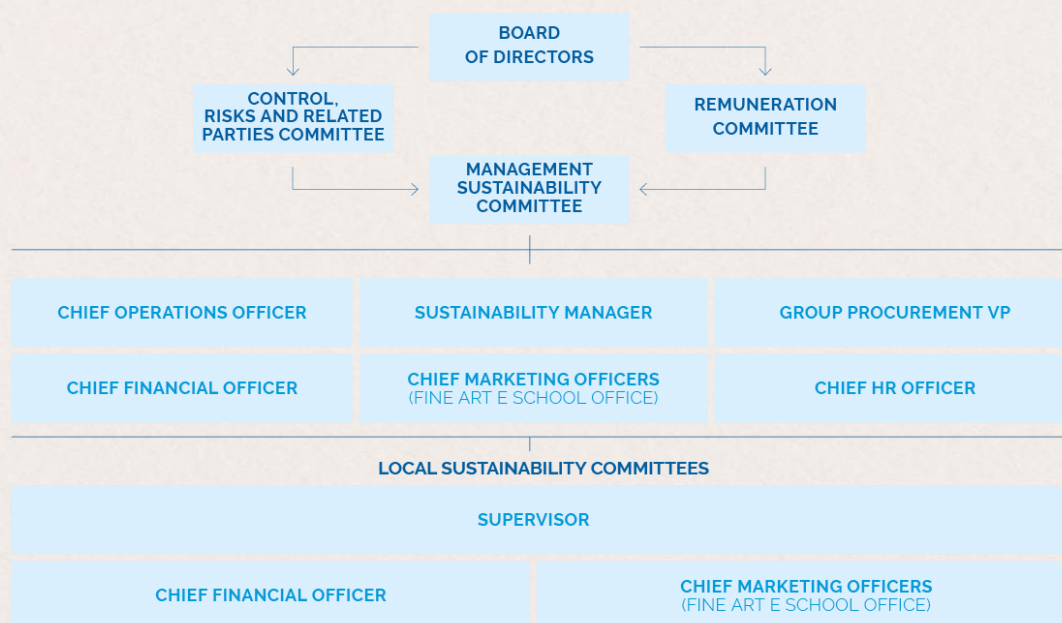 BOARD
OF DIRECTORS
CONTROL,
RISKS AND RELATED
PARTIES COMMITTEE
REMUNERATION
COMMITTEE
MANAGEMENT
SUSTAINABILITY
COMMITTEE
CHIEF OPERATIONS OFFICER
SUSTAINABILITY MANAGER
GROUP PROCUREMENT VP
CHIEF FINANCIAL OFFICER
CHIEF MARKETING OFFICERS
(FINE ART E SCHOOL OFFICE)
CHIEF HR OFFICER
LOCAL SUSTAINABILITY COMMITTEES
SUPERVISOR
CHIEF FINANCIAL OFFICER
CHIEF MARKETING OFFICERS
(FINE ART E SCHOOL OFFICE)